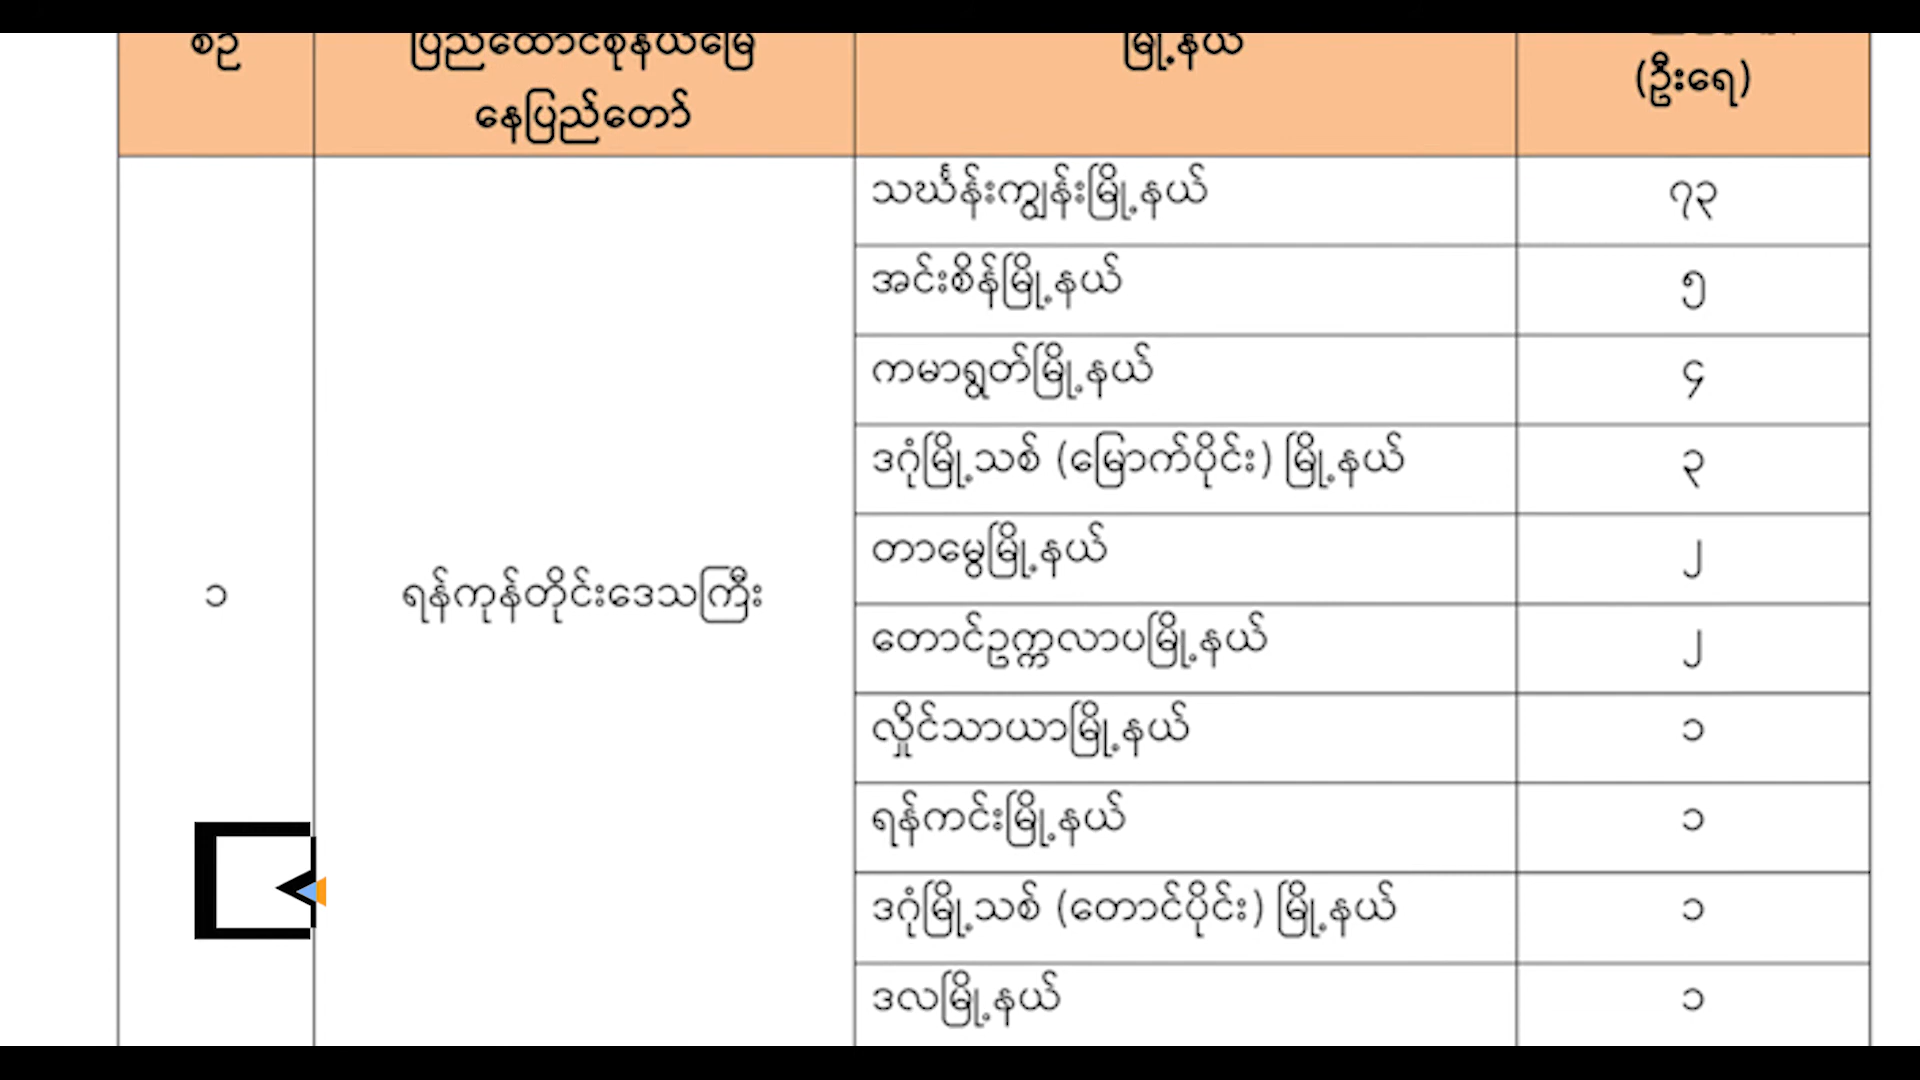 စဉ်
ပြည်ထောင်စုနယ်မြေ
နေပြည်တော်
မြို့နယ်
(ဦးရေ)
သင်္ဃန်းကျွန်းမြို့နယ်
၇၃
အင်းစိန်မြို့နယ်
၅
ကမာရွတ်မြို့နယ်
၄
ဒဂုံမြို့သစ် (မြောက်ပိုင်း) မြို့နယ်
၃
တာမွေမြို့နယ်
၂
၁
ရန်ကုန်တိုင်းဒေသကြီး
တောင်ဥက္ကလာပမြို့နယ်
၂
လှိုင်သာယာမြို့နယ်
၁
ရန်ကင်းမြို့နယ်
၁
ဒဂုံမြို့သစ် (တောင်ပိုင်း) မြို့နယ်
၁
ဒလမြို့နယ်
၁